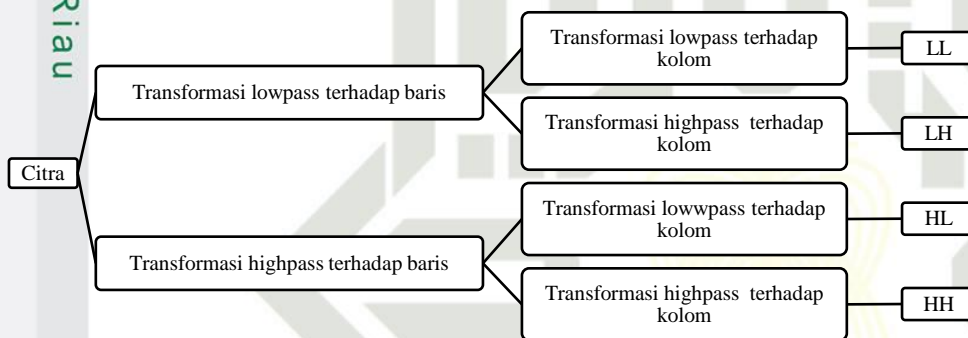 Riau
Citra
Transformasi lowpass terhadap baris
Transformasi highpass terhadap baris
Transformasi lowpass terhadap
kolom
Transformasi highpass  terhadap
kolom
Transformasi lowwpass terhadap
kolom
Transformasi highpass  terhadap
kolom
LL
LH
HL
HH